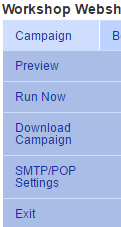 Workshop Websh
Campaign B
Preview
Run Now
Download
Campaign
SMTP/POP
Settings
Exit